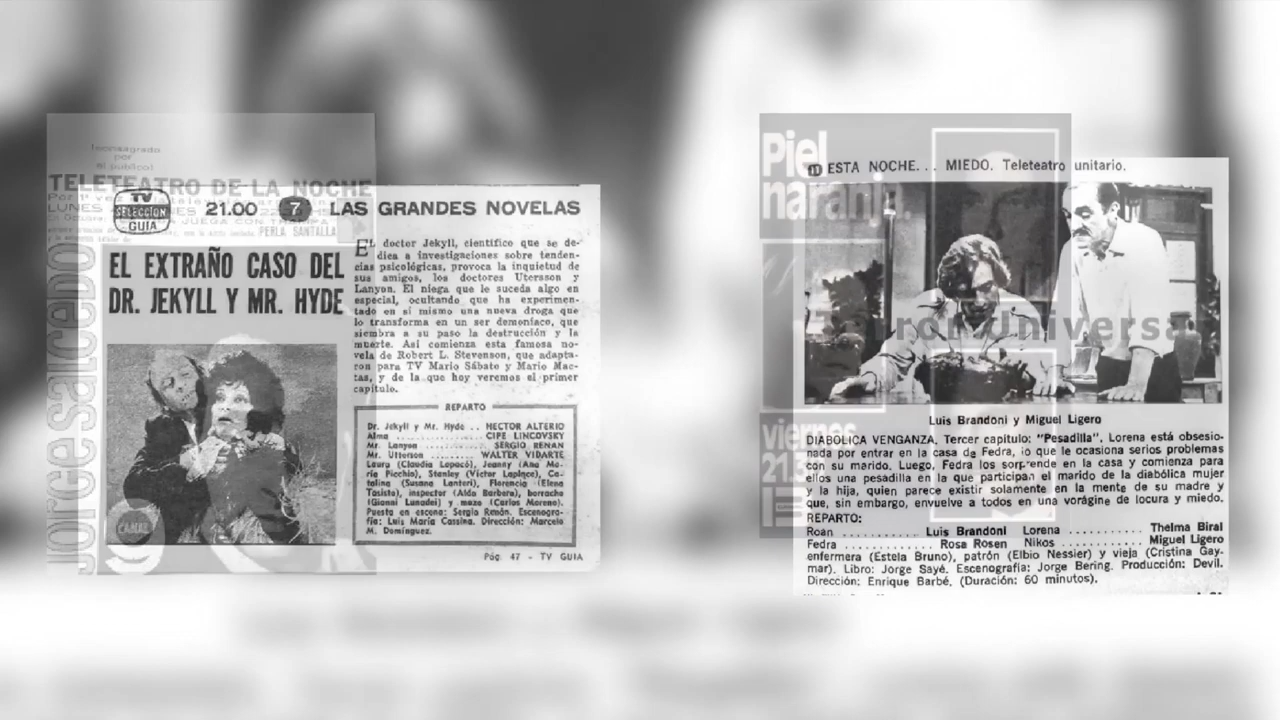 (consagrado
por
el público)
TELETEATRO DE LA NOCHE
Por 1ª
LUNES
JUEGA CON
PERLA SANTALLA
Jorge Salcedo
9
TV
SELECCION
GUIA
21.00 7 LAS GRANDES NOVELAS
EL EXTRAÑO CASO DEL
DR. JEKYLL Y MR. HYDE
El doctor Jekyll, científico que se de-
dica a investigaciones sobre tenden-
cias psicológicas, provoca la inquietud de
sus amigos, los doctores Utersson y
Lanyon. El niega que le suceda algo en
especial, ocultando que ha experimen-
tado en sí mismo una nueva droga que
lo transforma en un ser demoníaco, que
siembra a su paso la destrucción y la
muerte. Así comienza esta famosa no-
vela de Robert L. Stevenson, que adapta-
ron para TV Mario Sábato y Mario Mac-
tas, y de la que hoy veremos el primer
capítulo.
REPARTO
Dr. Jekyll y Mr. Hyde .. HECTOR ALTERIO
Alma .................. CIPE LINCOVSKY
Mr. Lanyon ............ SERGIO RENAN
Mr. Utterson .......... WALTER VIDARTE
Laura (Claudia Lapacó), Jeanny (Ana Ma-
ría Picchio), Stanley (Víctor Laplace), Ca-
talina (Susana Lanteri), Florencia (Elena
Tasisto), inspector (Aldo Barbero), borracho
(Gianni Lunadei) y mozo (Carlos Moreno).
Puesta en escena: Sergio Renán. Escenogra-
fía: Luis María Cassina. Dirección: Marcelo
M. Domínguez.
Pág. 47 - TV GUIA
Piel
naranja
viernes
21.3
11 ESTA NOCHE... MIEDO. Teleteatro unitario.
Terror Universal
Luis Brandoni y Miguel Ligero
DIABOLICA VENGANZA. Tercer capítulo: "Pesadilla". Lorena está obsesio-
nada por entrar en la casa de Fedra, lo que le ocasiona serios problemas
con su marido. Luego, Fedra los sorprende en la casa y comienza para
ellos una pesadilla en la que participan el marido de la diabólica mujer
y la hija, quien parece existir solamente en la mente de su madre y
que, sin embargo, envuelve a todos en una vorágine de locura y miedo.
REPARTO:
Roan ............ Luis Brandoni Lorena ............ Thelma Biral
Fedra ............ Rosa Rosen Nikos ............ Miguel Ligero
enfermera (Estela Bruno), patrón (Elbio Nessier) y vieja (Cristina Gay-
mar). Libro: Jorge Sayé. Escenografía: Jorge Bering. Producción: Devil.
Dirección: Enrique Barbé. (Duración: 60 minutos).